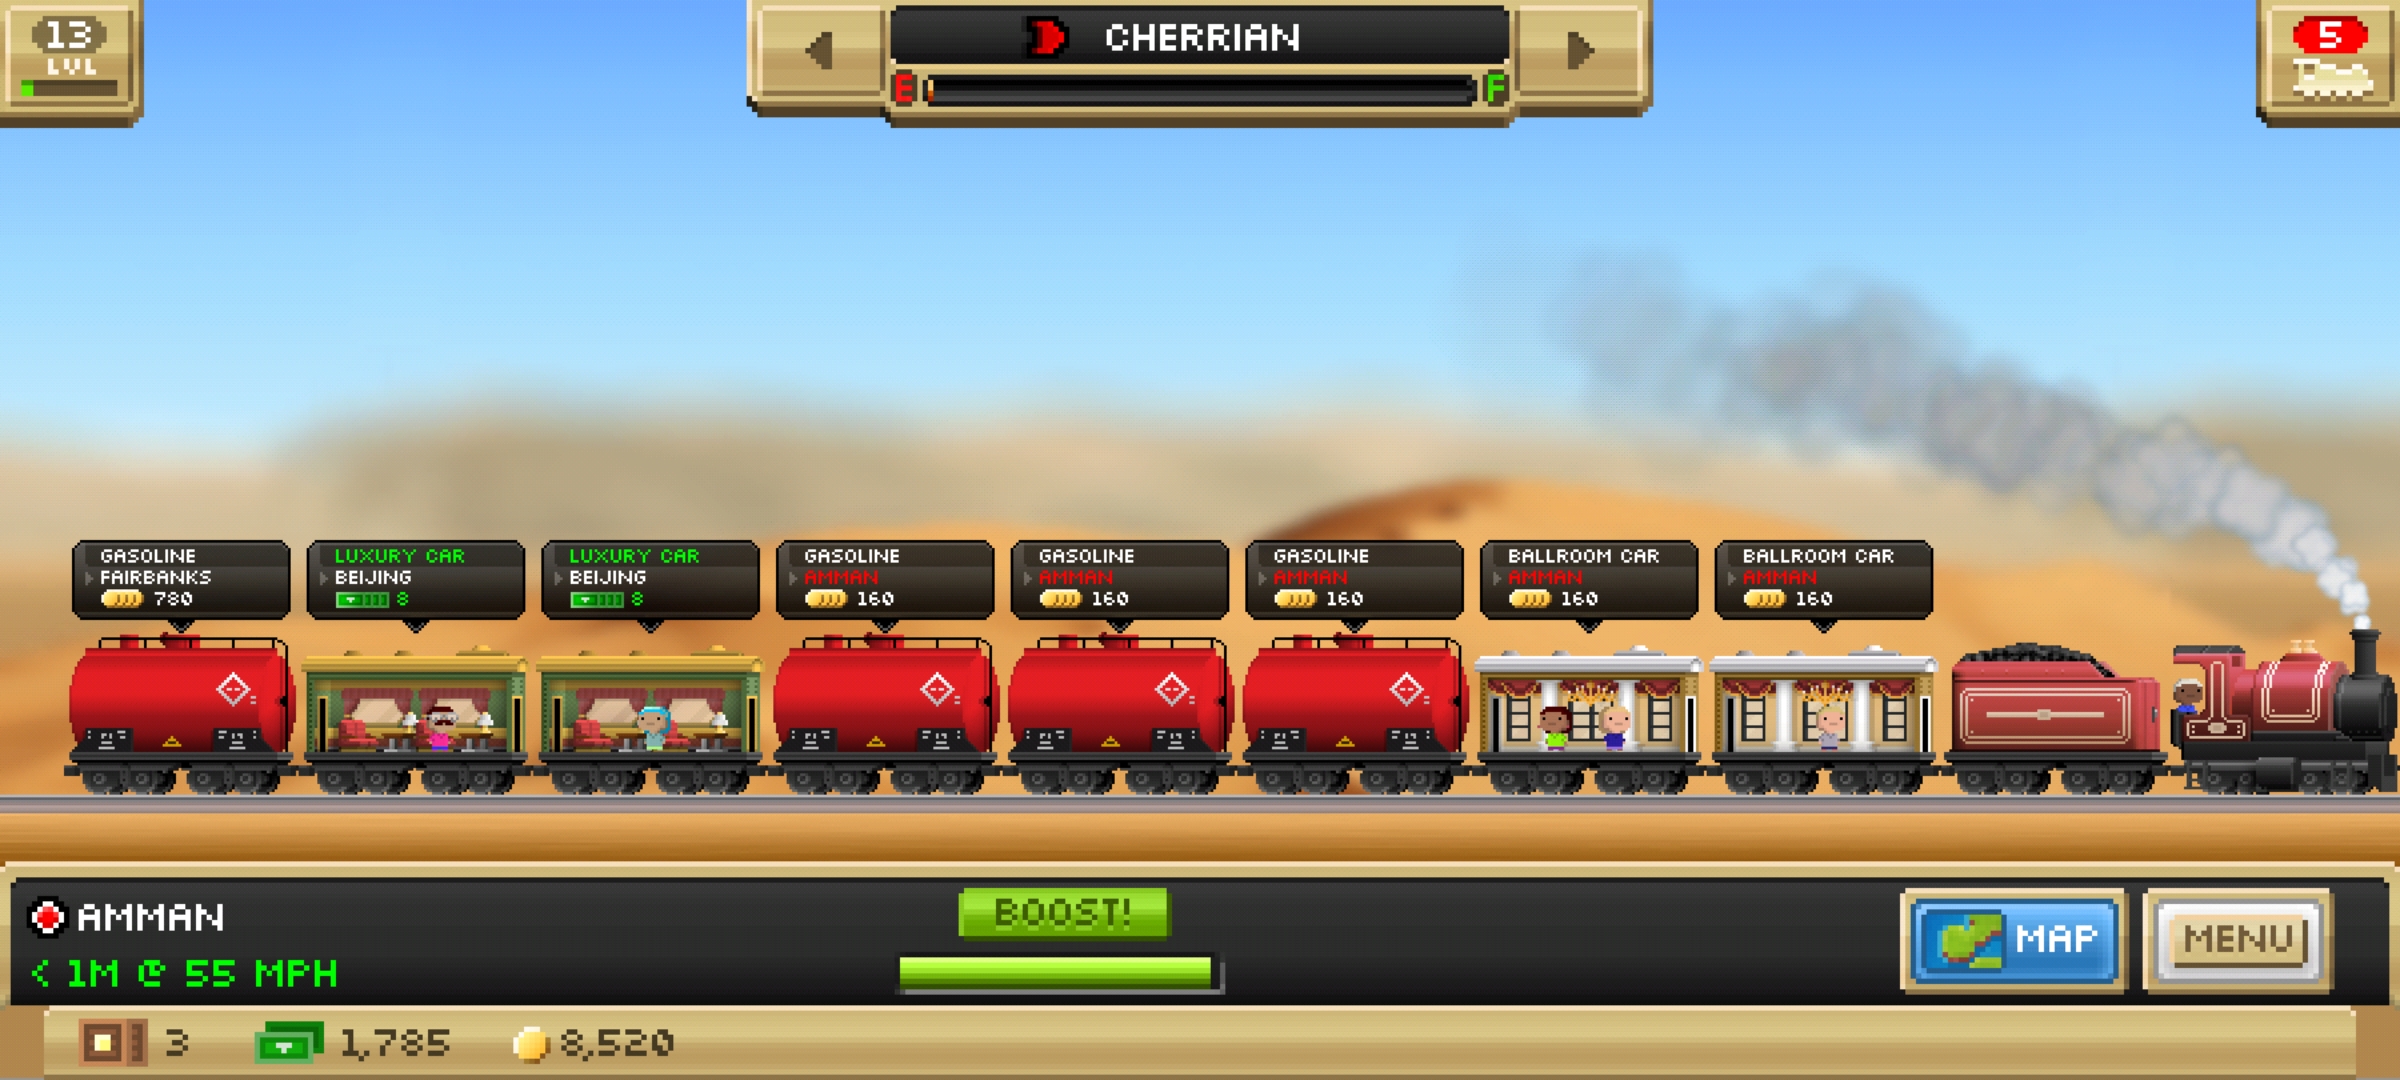 13
LVL
CHERRIAN
E F
5
GASOLINE
FAIRBANKS
780
LUXURY CAR
BEIJING
8
LUXURY CAR
BEIJING
8
GASOLINE
AMMAN
160
GASOLINE
AMMAN
160
GASOLINE
AMMAN
160
BALLROOM CAR
AMMAN
160
BALLROOM CAR
AMMAN
160
AMMAN
< 1M @ 55 MPH
BOOST!
MAP
MENU
3 1,785 8,520